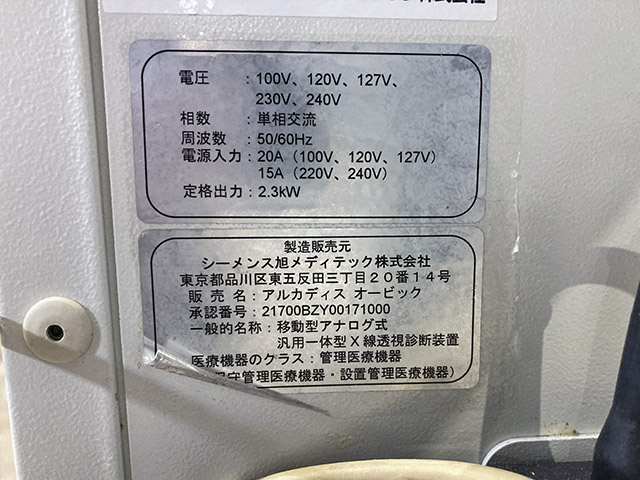 株式会社
電圧 : 100V、120V、127V、
230V、240V
相数 : 単相交流
周波数 : 50/60Hz
電源入力 : 20A（100V、120V、127V）
15A（220V、240V）
定格出力 : 2.3kW
製造販売元
シーメンス旭メディテック株式会社
東京都品川区東五反田三丁目２０番１４号
販 売 名 : アルカディス オービック
承認番号 : 21700BZY00171000
一般的名称 : 移動型アナログ式
汎用一体型Ｘ線透視診断装置
医療機器のクラス : 管理医療機器
守管理医療機器・設置管理医療機器）